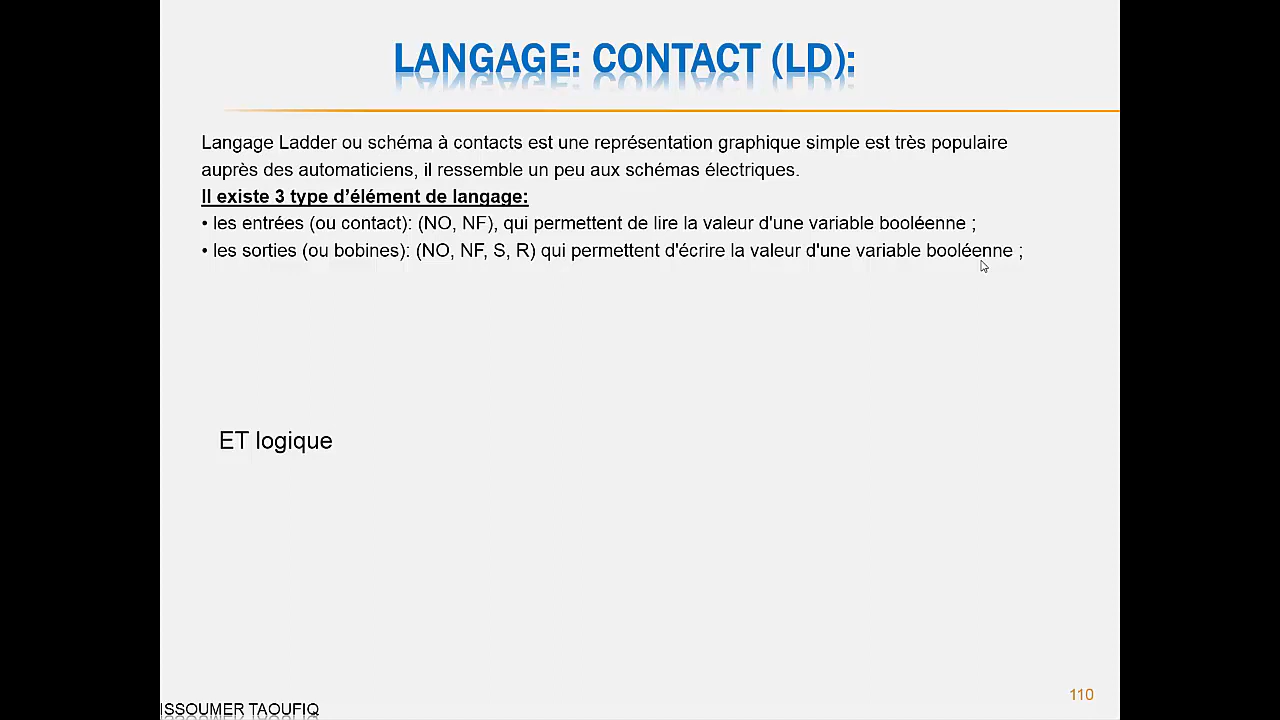 LANGAGE: CONTACT (LD):
Langage Ladder ou schéma à contacts est une représentation graphique simple est très populaire
auprès des automaticiens, il ressemble un peu aux schémas électriques.
Il existe 3 type d’élément de langage:
• les entrées (ou contact): (NO, NF), qui permettent de lire la valeur d'une variable booléenne ;
• les sorties (ou bobines): (NO, NF, S, R) qui permettent d'écrire la valeur d'une variable booléenne ;
ET logique
110
ISSOUMER TAOUFIQ